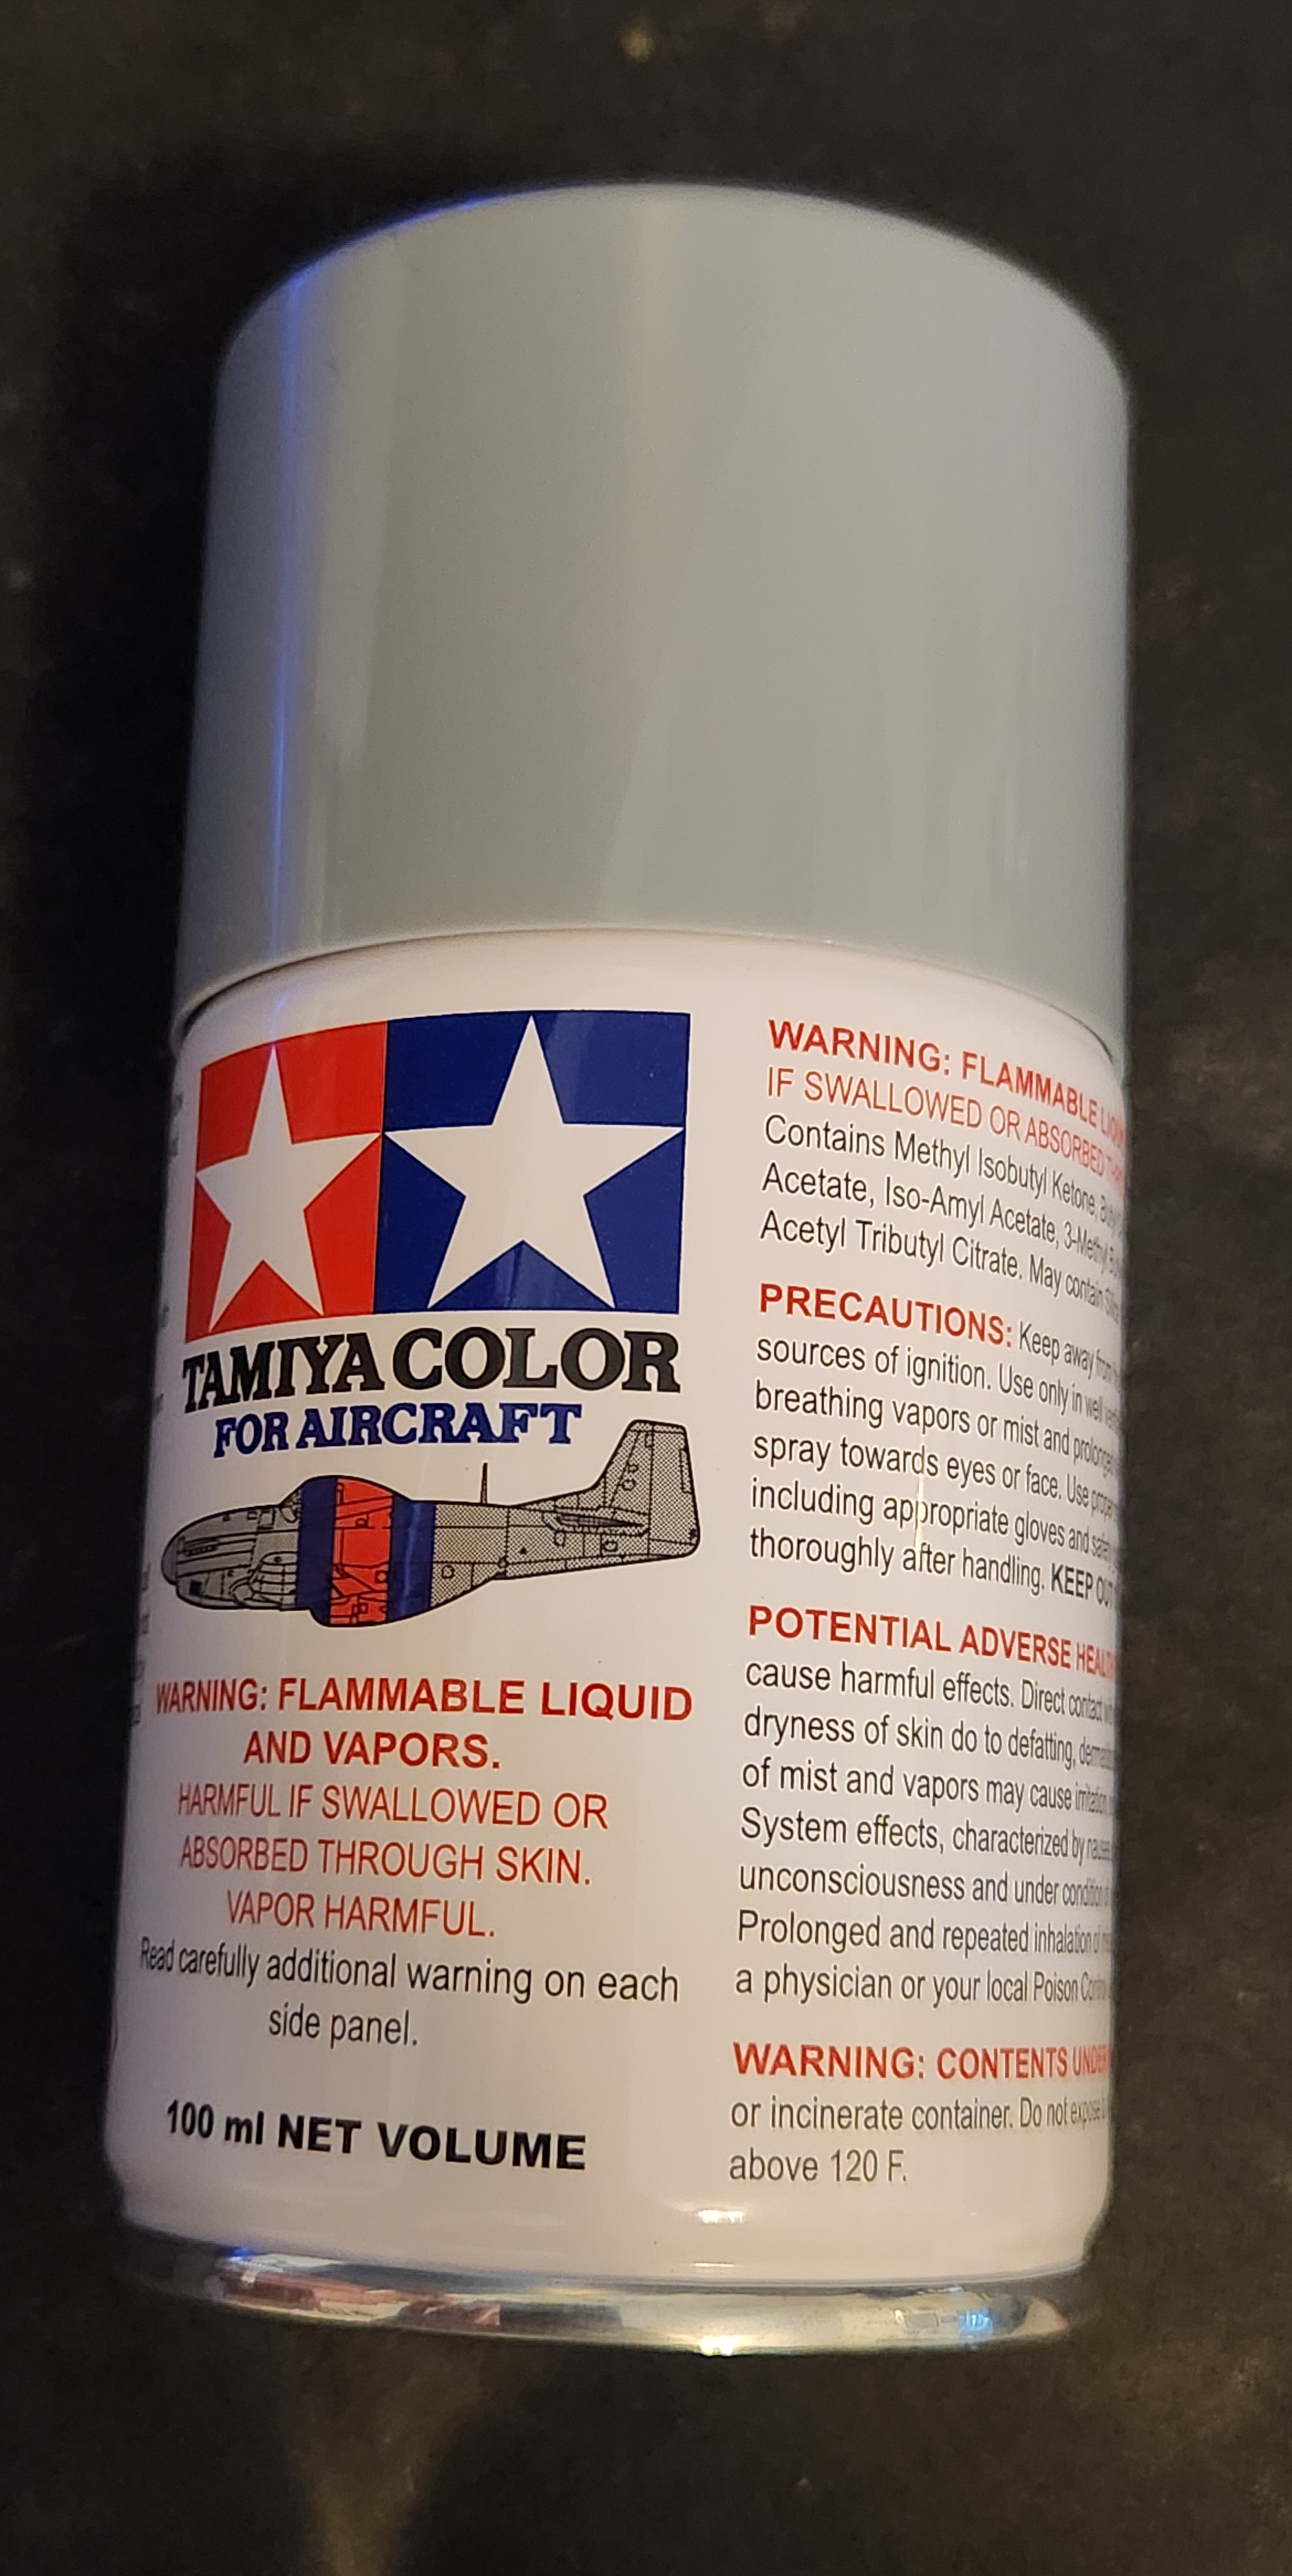 TAMIYA COLOR
FOR AIRCRAFT
WARNING: FLAMMABLE LIQUID
AND VAPORS.
HARMFUL IF SWALLOWED OR
ABSORBED THROUGH SKIN.
VAPOR HARMFUL.
Read carefully additional warning on each
side panel.
100 ml NET VOLUME
WARNING: FLAMMABLE
IF SWALLOWED OR ABSORBED
Contains Methyl Isobutyl Ketone,
Acetate, Iso-Amyl Acetate,
Acetyl Tributyl Citrate. May contain
PRECAUTIONS: Keep away
sources of ignition. Use only in well
breathing vapors or mist and
spray towards eyes or face. Use
including appropriate gloves and
thoroughly after handling. KEEP
POTENTIAL ADVERSE
cause harmful effects. Direct contact
dryness of skin do to defatting,
of mist and vapors may cause
System effects, characterized by
unconsciousness and under
Prolonged and repeated inhalation
a physician or your local Poison
WARNING: CONTENTS
or incinerate container. Do not
above 120 F.